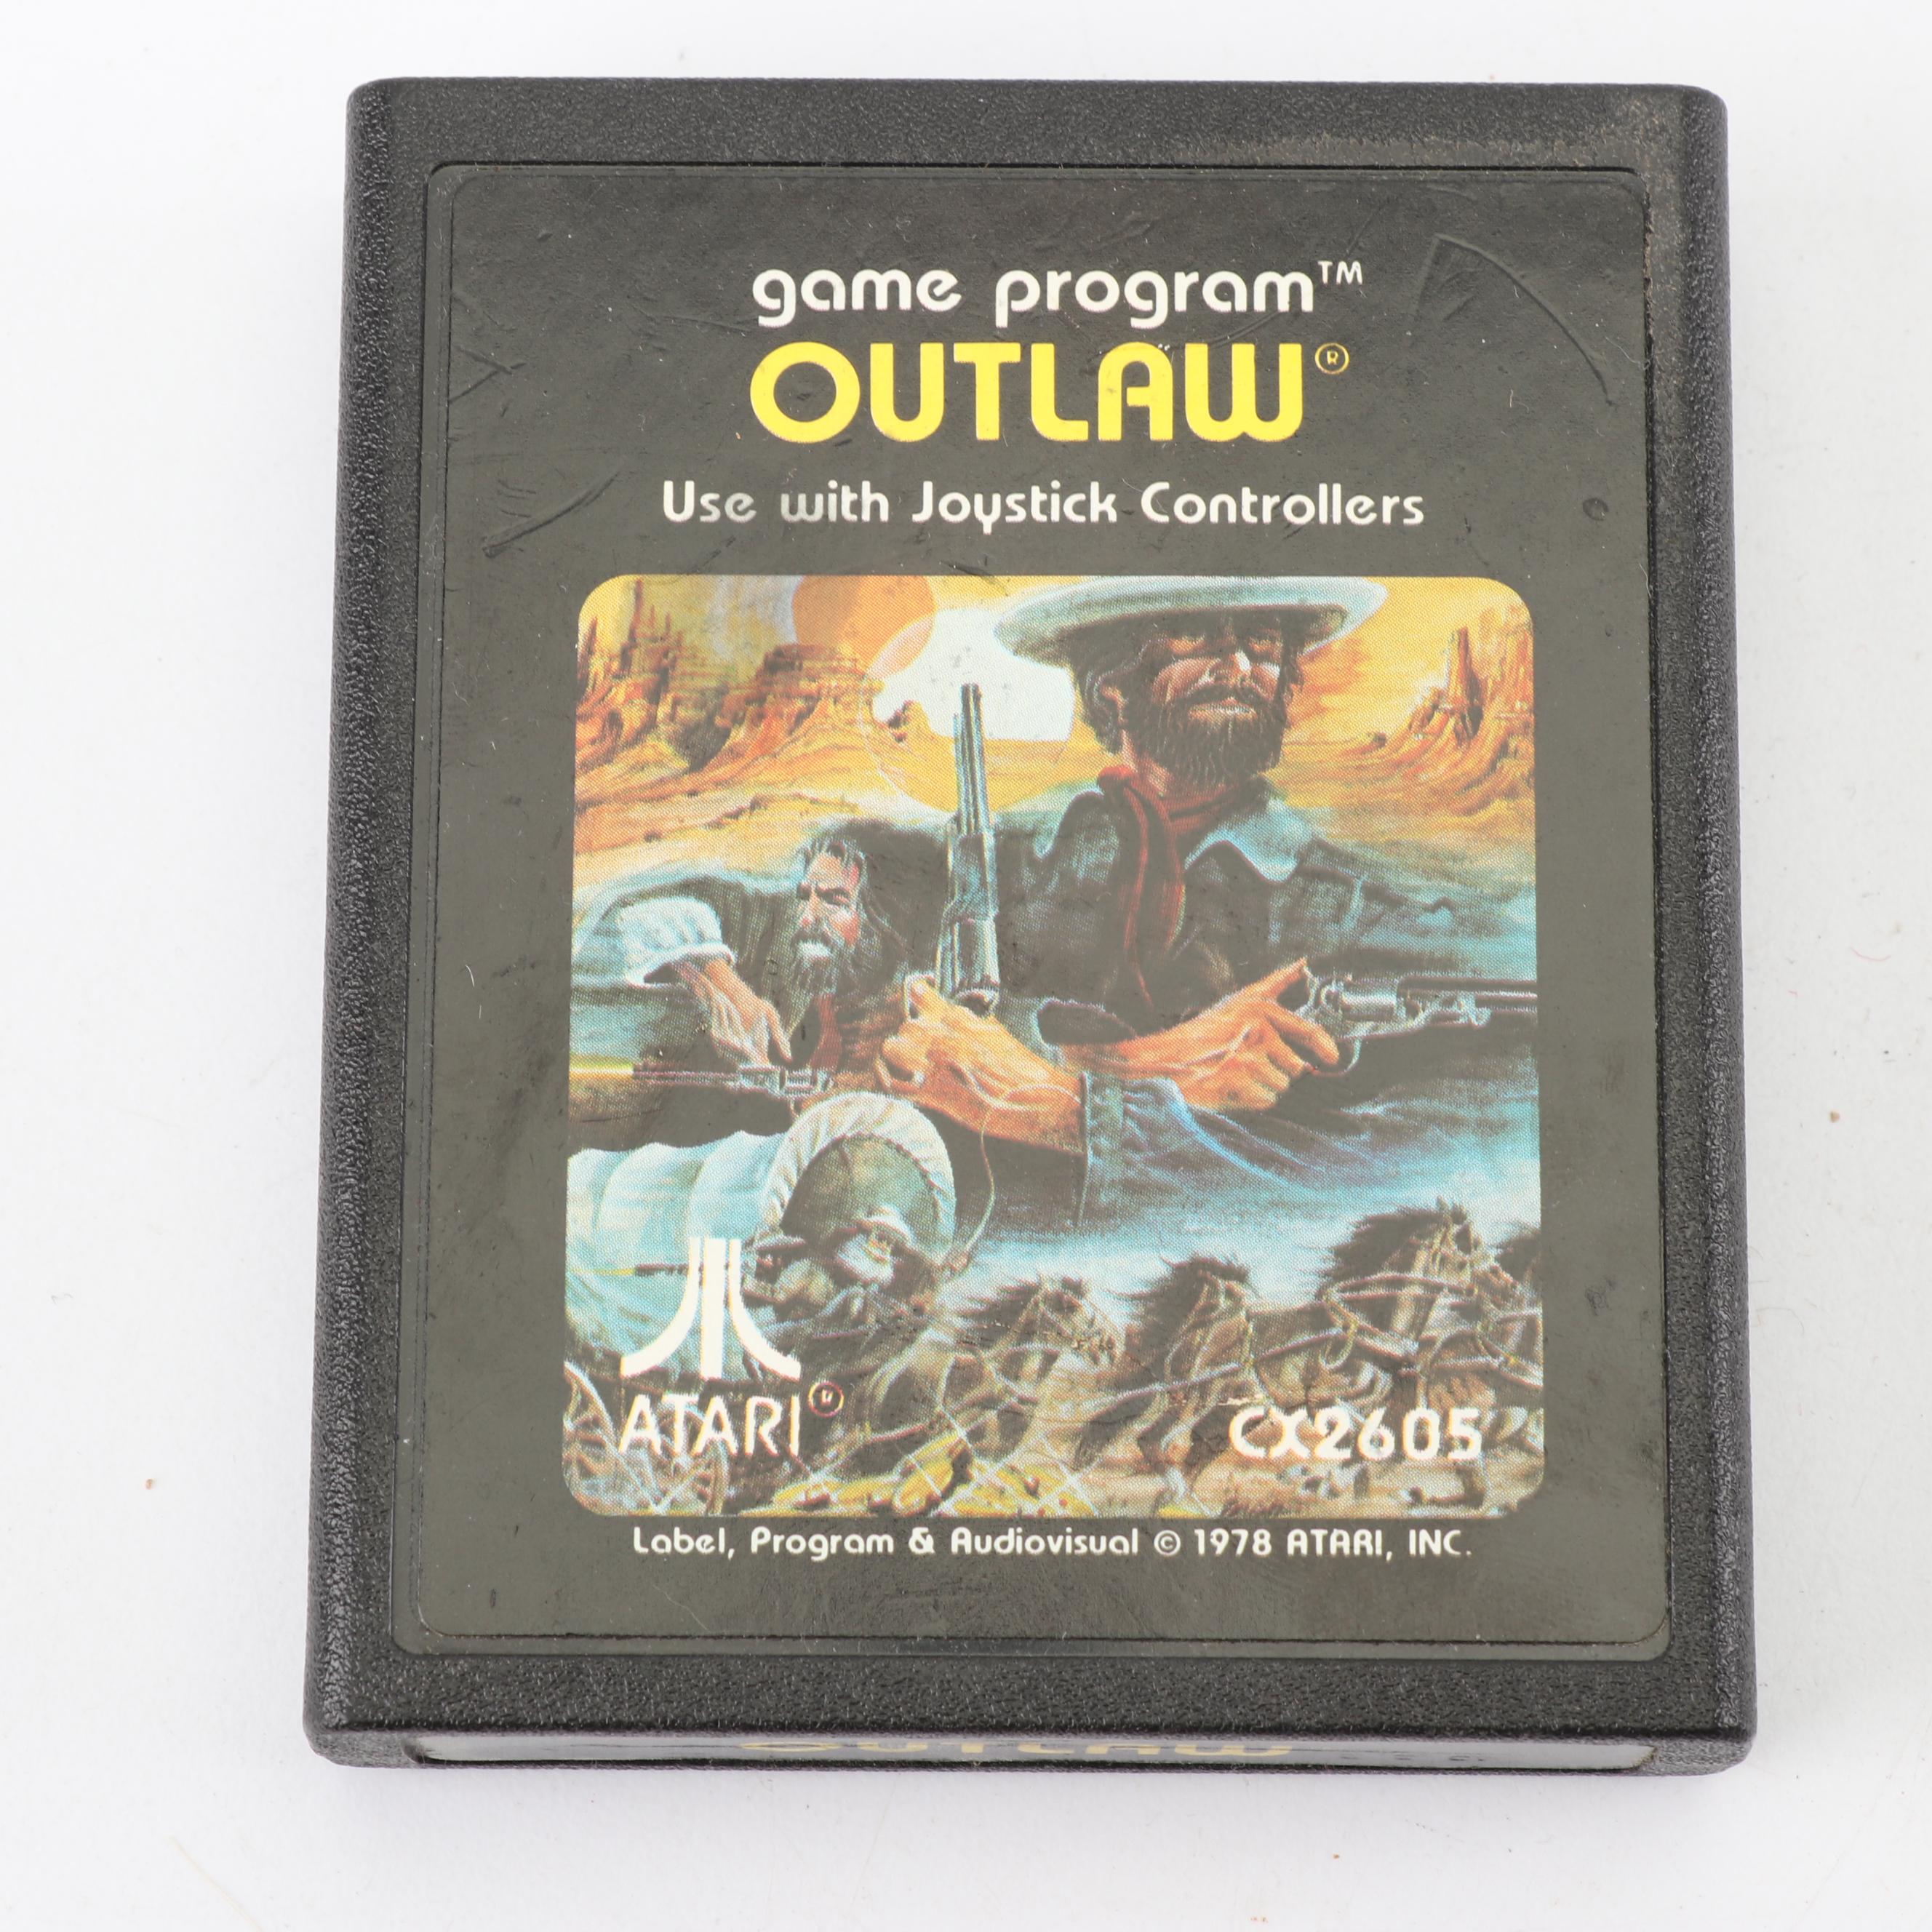 game program™
OUTLAW®
Use with Joystick Controllers
ATARI®
CX2605
Label, Program & Audiovisual © 1978 ATARI, INC.
OUTLAW